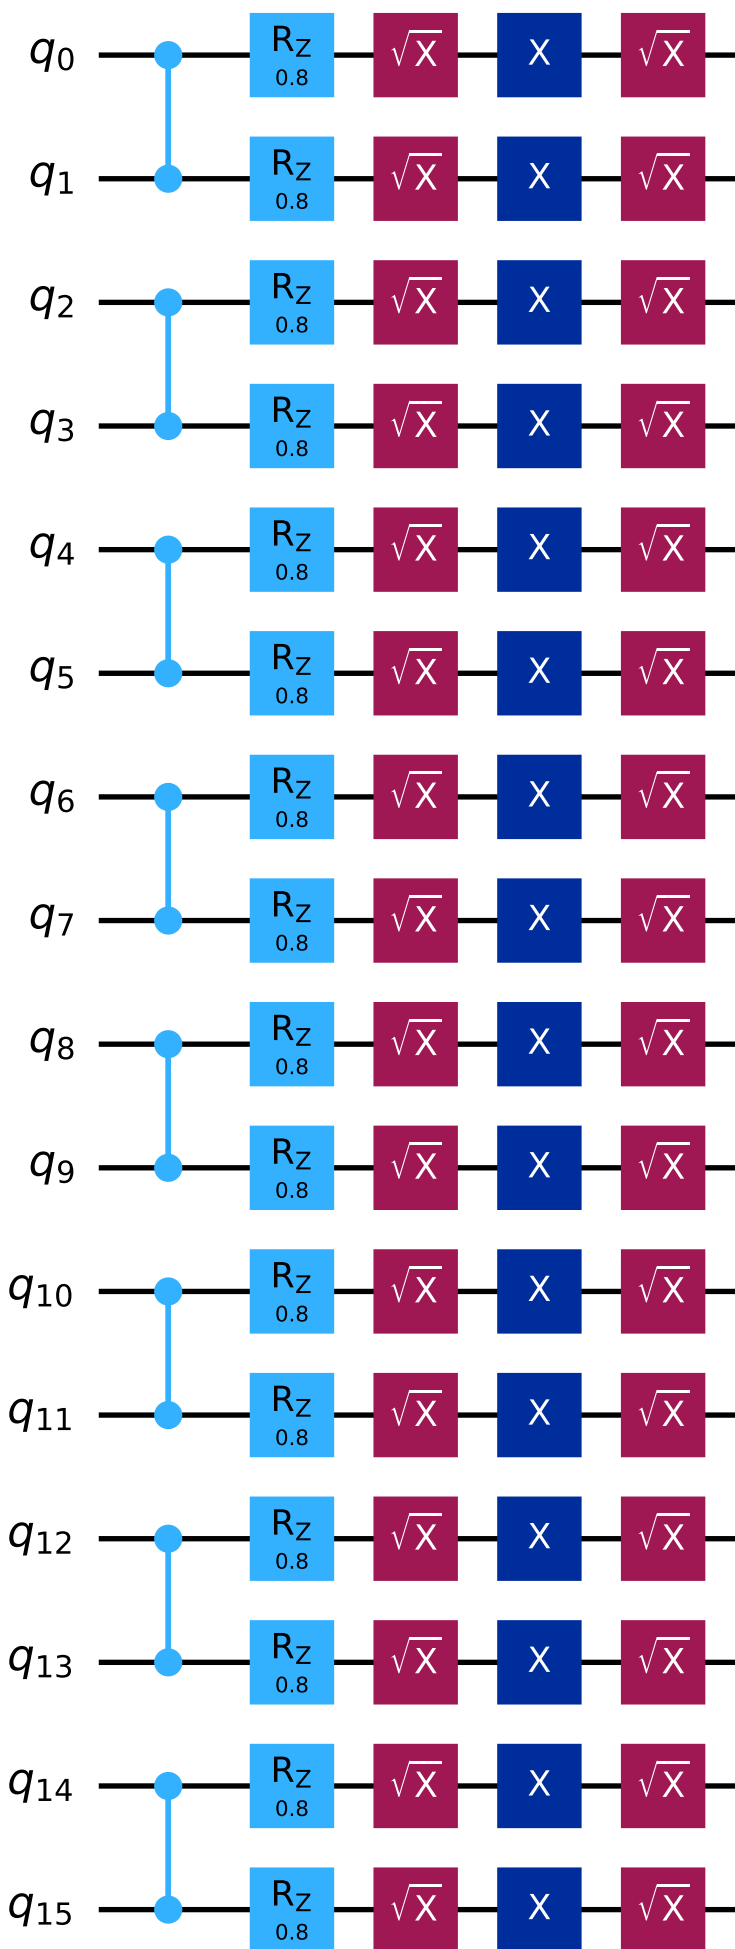 q0 RZ 0.8 √X X √X
q1 RZ 0.8 √X X √X
q2 RZ 0.8 √X X √X
q3 RZ 0.8 √X X √X
q4 RZ 0.8 √X X √X
q5 RZ 0.8 √X X √X
q6 RZ 0.8 √X X √X
q7 RZ 0.8 √X X √X
q8 RZ 0.8 √X X √X
q9 RZ 0.8 √X X √X
q10 RZ 0.8 √X X √X
q11 RZ 0.8 √X X √X
q12 RZ 0.8 √X X √X
q13 RZ 0.8 √X X √X
q14 RZ 0.8 √X X √X
q15 RZ 0.8 √X X √X